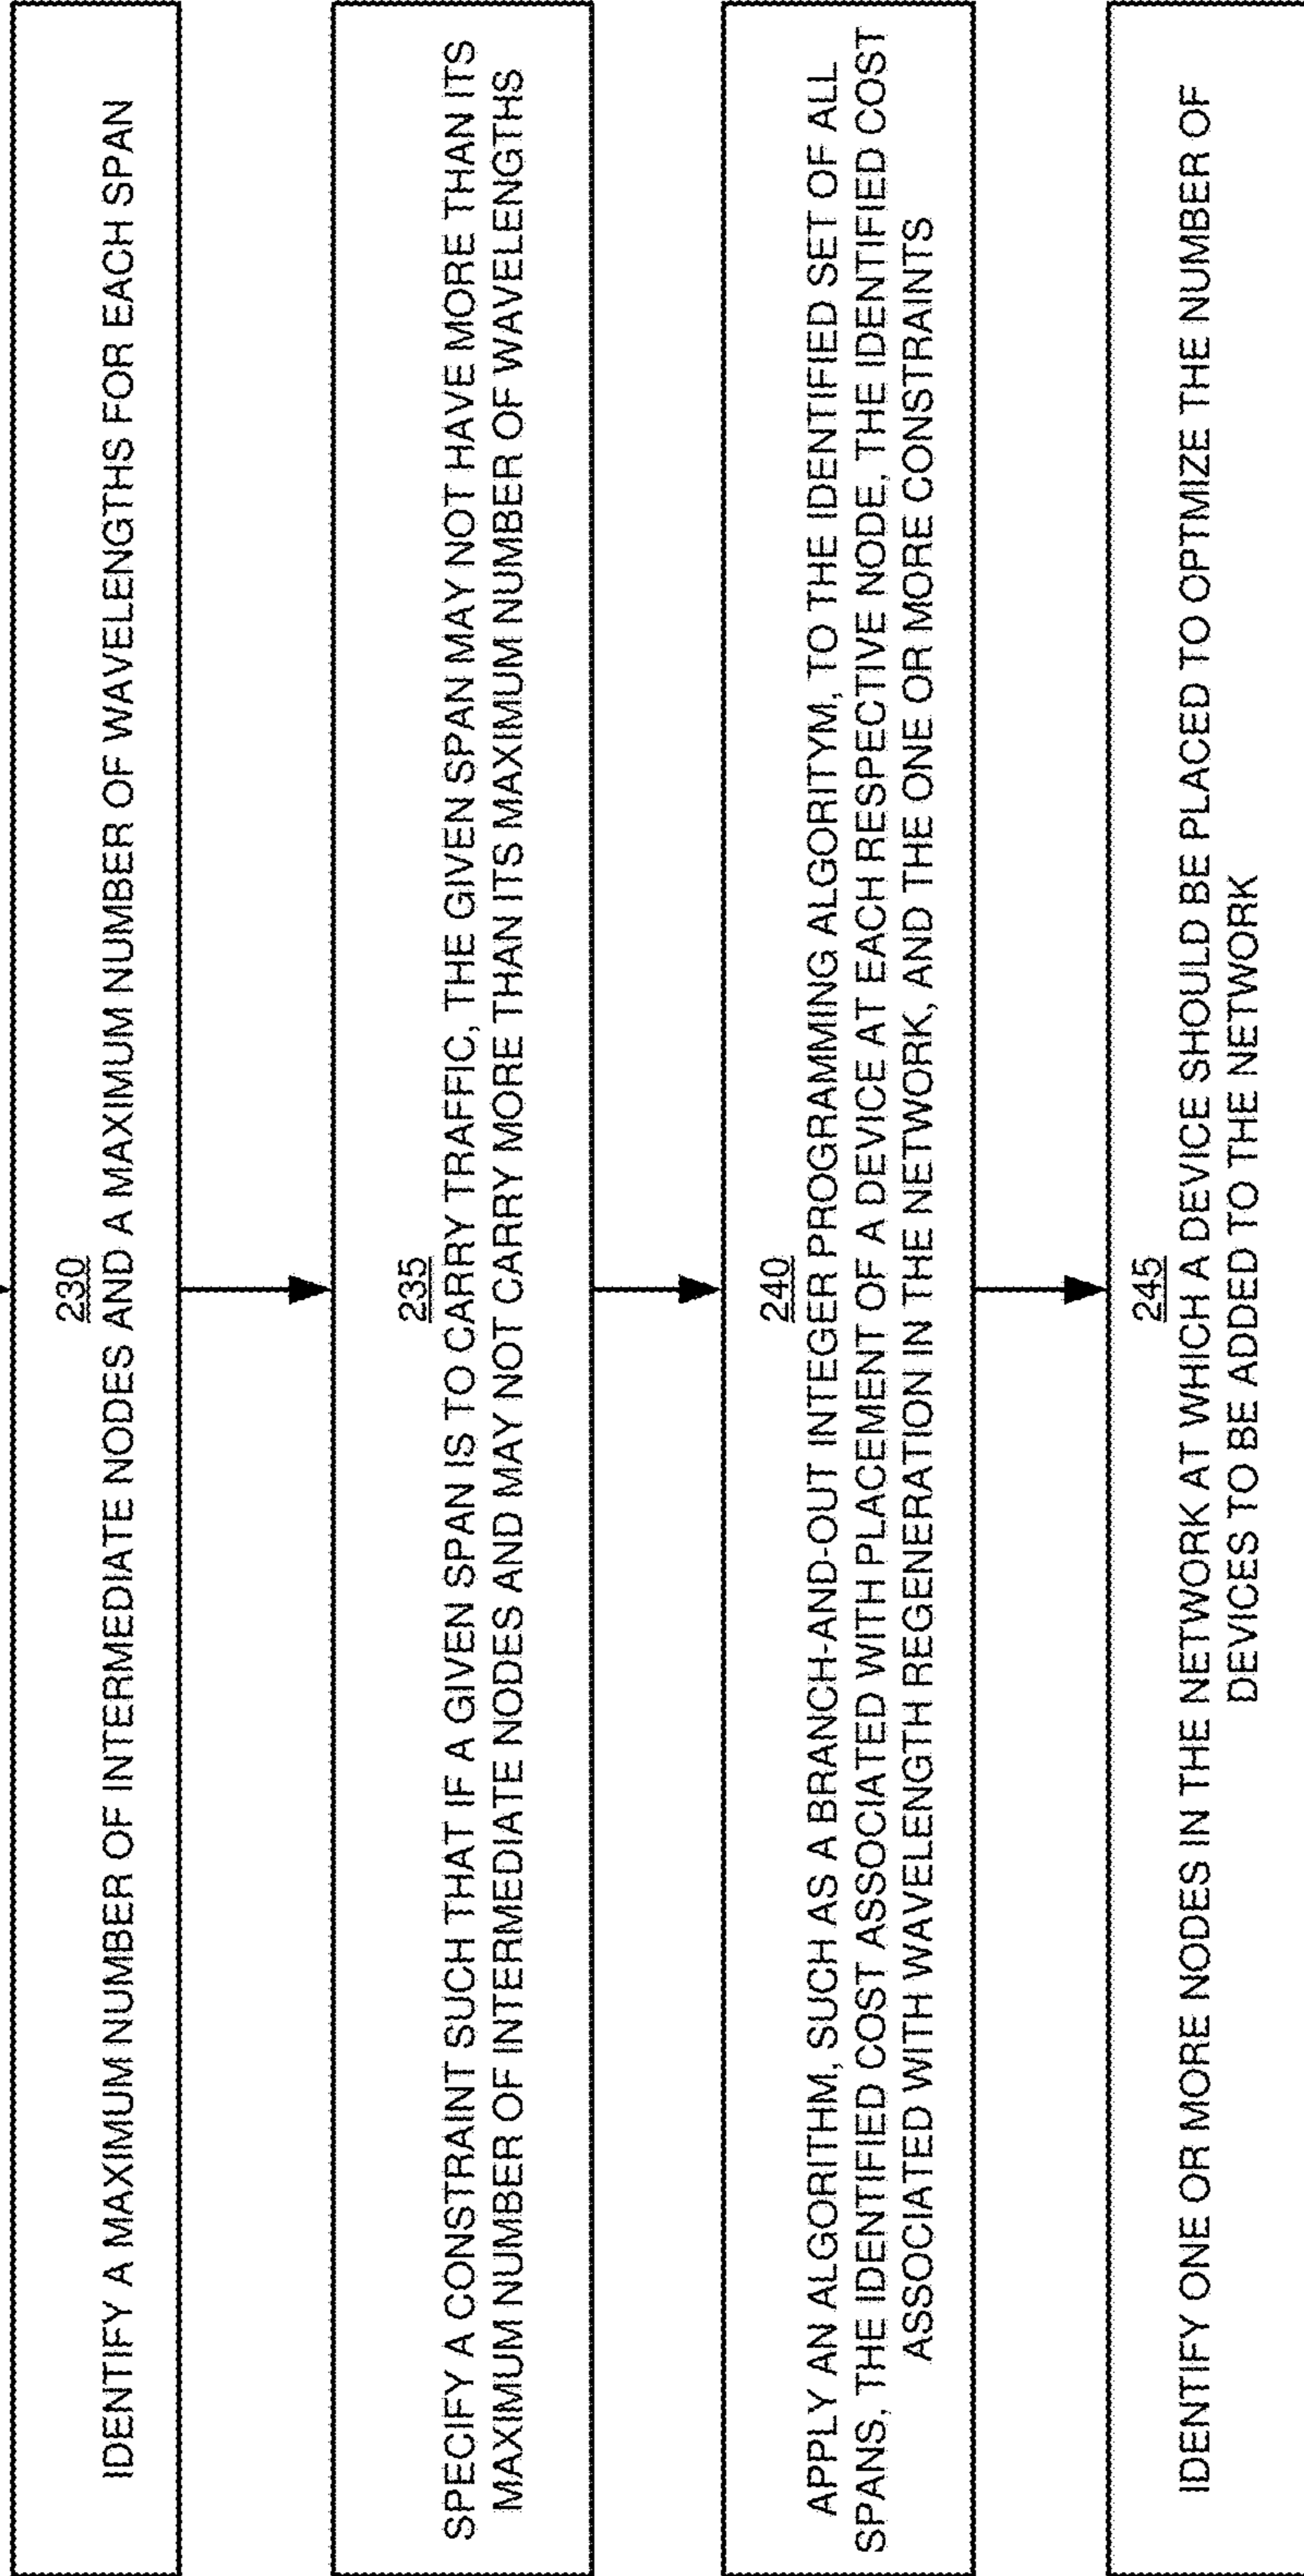 230
IDENTIFY A MAXIMUM NUMBER OF INTERMEDIATE NODES AND A MAXIMUM NUMBER OF WAVELENGTHS FOR EACH SPAN
235
SPECIFY A CONSTRAINT SUCH THAT IF A GIVEN SPAN IS TO CARRY TRAFFIC, THE GIVEN SPAN MAY NOT HAVE MORE THAN ITS
MAXIMUM NUMBER OF INTERMEDIATE NODES AND MAY NOT CARRY MORE THAN ITS MAXIMUM NUMBER OF WAVELENGTHS
240
APPLY AN ALGORITHM, SUCH AS A BRANCH-AND-OUT INTEGER PROGRAMMING ALGORITYM, TO THE IDENTIFIED SET OF ALL
SPANS, THE IDENTIFIED COST ASSOCIATED WITH PLACEMENT OF A DEVICE AT EACH RESPECTIVE NODE, THE IDENTIFIED COST
ASSOCIATED WITH WAVELENGTH REGENERATION IN THE NETWORK, AND THE ONE OR MORE CONSTRAINTS
245
IDENTIFY ONE OR MORE NODES IN THE NETWORK AT WHICH A DEVICE SHOULD BE PLACED TO OPTMIZE THE NUMBER OF
DEVICES TO BE ADDED TO THE NETWORK